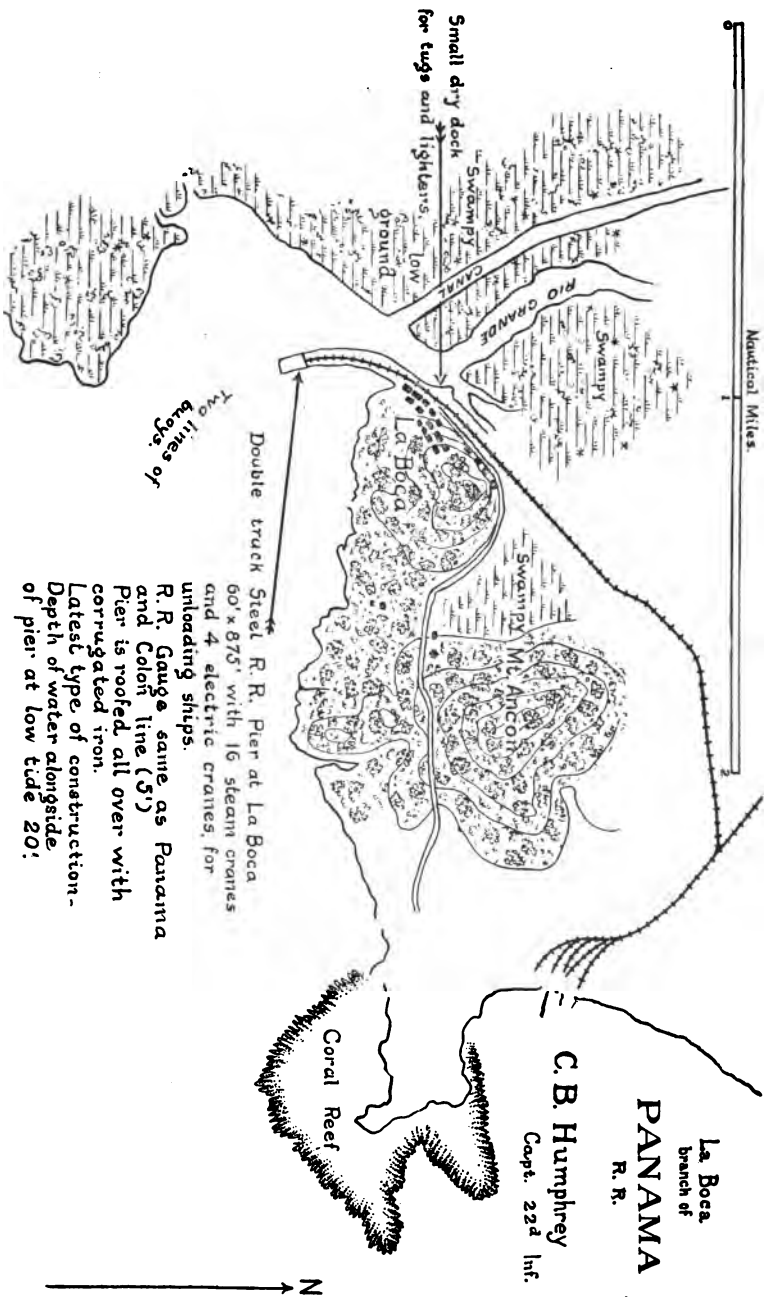 La Boca
branch of
PANAMA
R. R.
C. B. Humphrey
Capt. 22d Inf.
Nautical Miles.
0
1
2
Small dry dock
for tugs and lighters.
Swampy
low
ground
CANAL
RIO GRANDE
Swampy
La Boca
Swampy
Mt. Ancon
Two lines of
buoys.
Double truck Steel R. R. Pier at La Boca
60' x 875' with 16 steam cranes
and 4 electric cranes, for
unloading ships.
R. R. Gauge same as Panama
and Colon line (5')
Pier is roofed all over with
corrugated iron.
Latest type of construction-
Depth of water alongside
of pier at low tide 20'.
Coral Reef
N